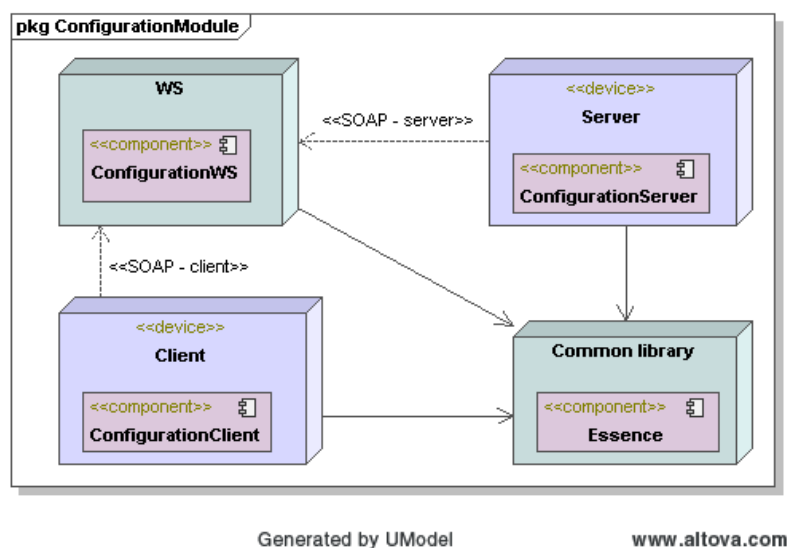 pkg ConfigurationModule
WS
<<component>>
ConfigurationWS
<<SOAP - server>>
<<device>>
Server
<<component>>
ConfigurationServer
<<SOAP - client>>
<<device>>
Client
<<component>>
ConfigurationClient
Common library
<<component>>
Essence
Generated by UModel
www.altova.com